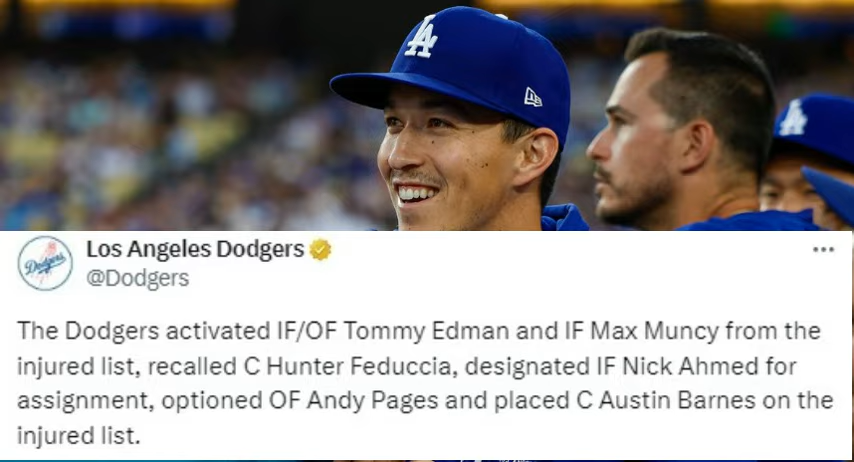 LA
LA
Los Angeles Dodgers
@Dodgers
Dodgers
The Dodgers activated IF/OF Tommy Edman and IF Max Muncy from the
injured list, recalled C Hunter Feduccia, designated IF Nick Ahmed for
assignment, optioned OF Andy Pages and placed C Austin Barnes on the
injured list.